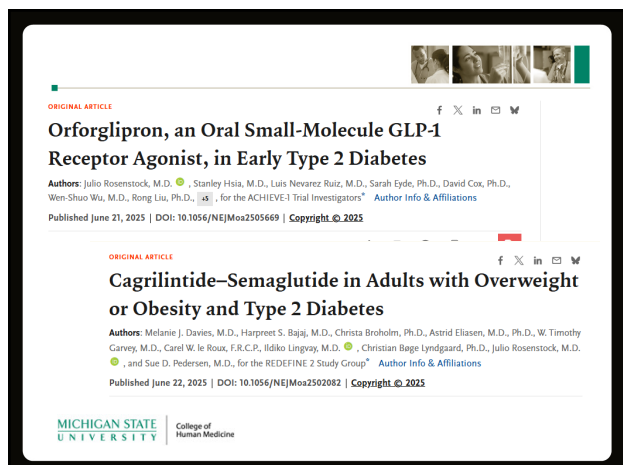 ORIGINAL ARTICLE
Orforglipron, an Oral Small-Molecule GLP-1
Receptor Agonist, in Early Type 2 Diabetes
Authors: Julio Rosenstock, M.D. , Stanley Hsia, M.D., Luis Nevarez Ruiz, M.D., Sarah Eyde, Ph.D., David Cox, Ph.D.,
Wen-Shuo Wu, M.D., Rong Liu, Ph.D., +5 , for the ACHIEVE-1 Trial Investigators* Author Info & Affiliations
Published June 21, 2025 | DOI: 10.1056/NEJMoa2505669 | Copyright © 2025
ORIGINAL ARTICLE
Cagrilintide–Semaglutide in Adults with Overweight
or Obesity and Type 2 Diabetes
Authors: Melanie J. Davies, M.D., Harpreet S. Bajaj, M.D., Christa Broholm, Ph.D., Astrid Eliasen, M.D., Ph.D., W. Timothy
Garvey, M.D., Carel W. le Roux, F.R.C.P., Ildiko Lingvay, M.D. , Christian Bøge Lyndgaard, Ph.D., Julio Rosenstock, M.D.
, and Sue D. Pedersen, M.D., for the REDEFINE 2 Study Group* Author Info & Affiliations
Published June 22, 2025 | DOI: 10.1056/NEJMoa2502082 | Copyright © 2025
MICHIGAN STATE
UNIVERSITY
College of
Human Medicine